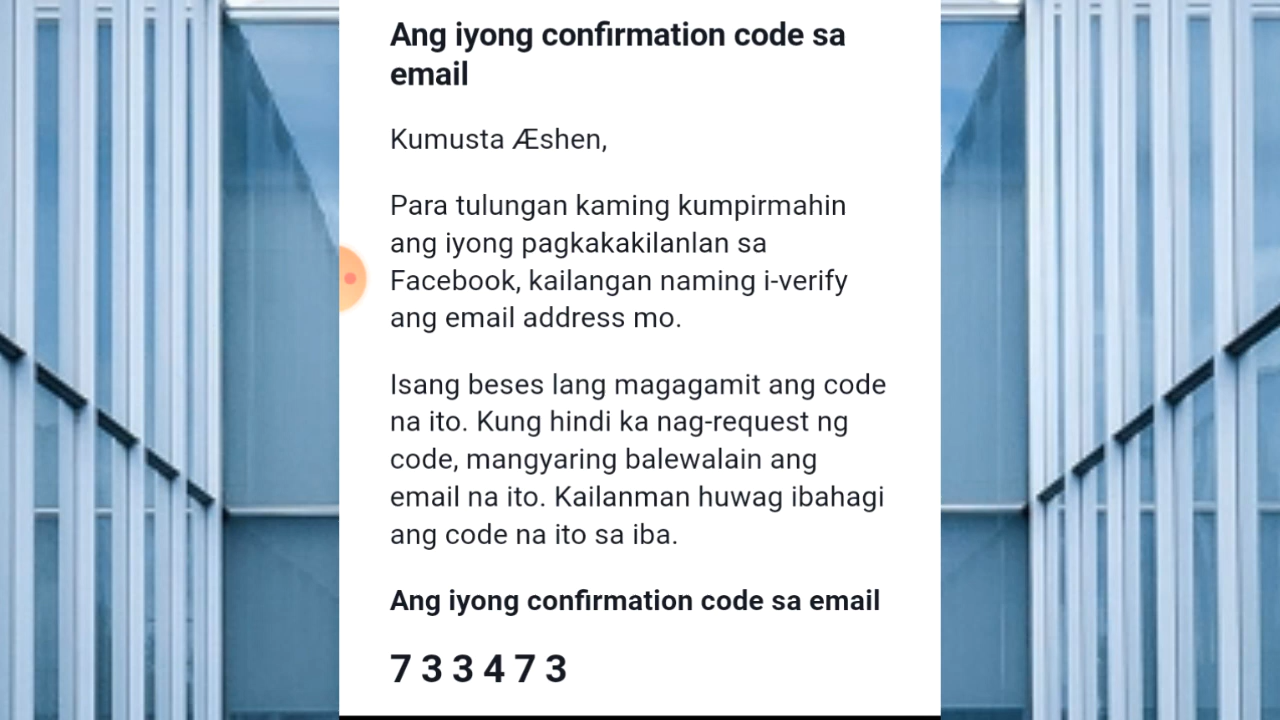 Ang iyong confirmation code sa
email
Kumusta Æshen,
Para tulungan kaming kumpirmahin
ang iyong pagkakakilanlan sa
Facebook, kailangan naming i-verify
ang email address mo.
Isang beses lang magagamit ang code
na ito. Kung hindi ka nag-request ng
code, mangyaring balewalain ang
email na ito. Kailanman huwag ibahagi
ang code na ito sa iba.
Ang iyong confirmation code sa email
7 3 3 4 7 3